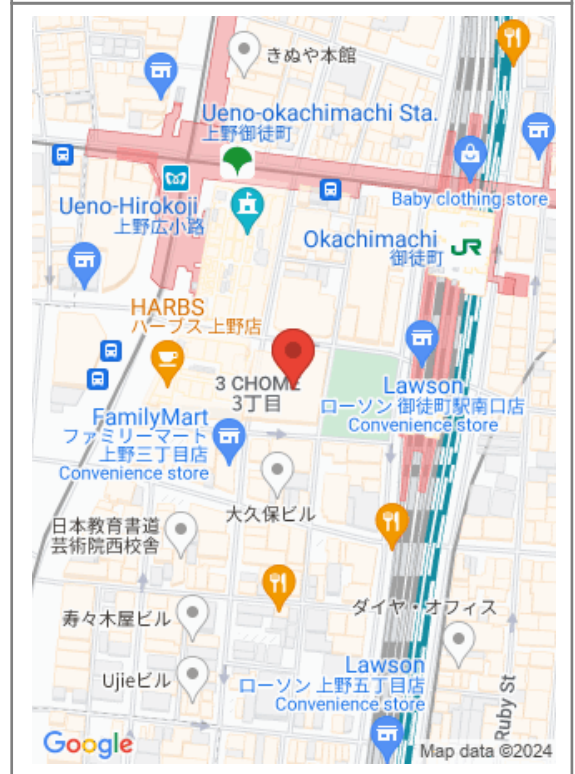 きぬや本館
Ueno-okachimachi Sta.
上野御徒町
Baby clothing store
Ueno-Hirokoji
上野広小路
Okachimachi
御徒町
JR
HARBS
ハーブス 上野店
3 CHOME
3丁目
Lawson
ローソン 御徒町駅南口店
Convenience store
FamilyMart
ファミリーマート
上野三丁目店
Convenience store
大久保ビル
日本教育書道
芸術院西校舎
ダイヤ・オフィス
寿々木屋ビル
Lawson
ローソン 上野五丁目店
Convenience store
Ujieビル
Ruby St
Google
Map data ©2024